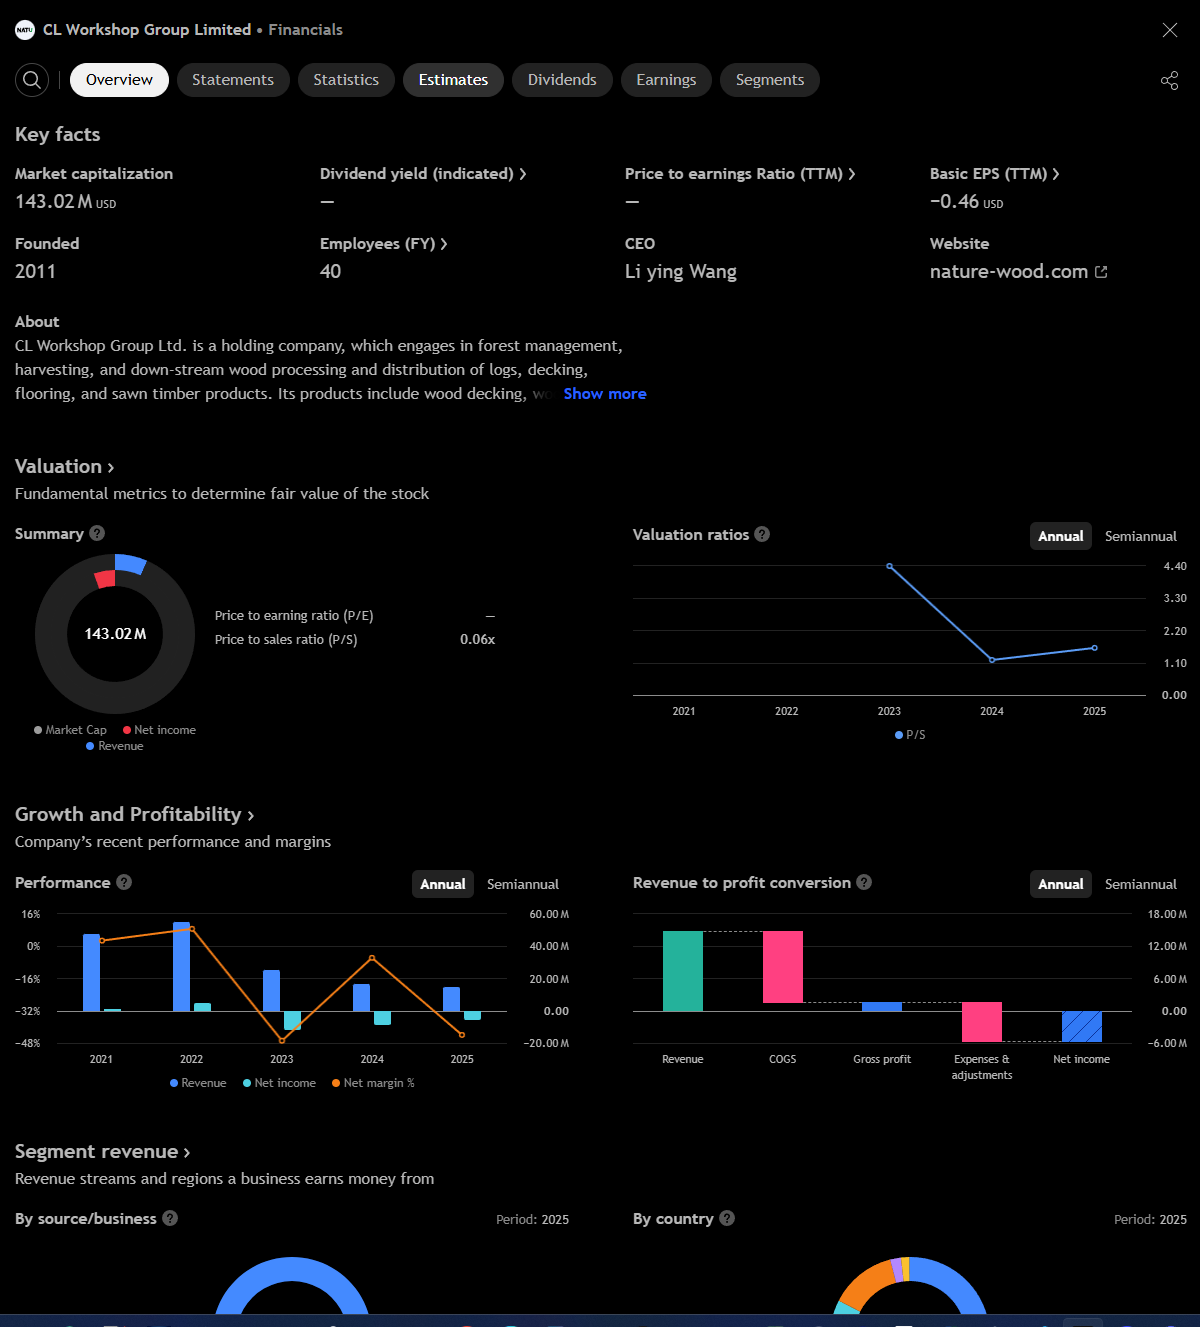 NATU CL Workshop Group Limited • Financials
Overview Statements Statistics Estimates Dividends Earnings Segments
Key facts
Market capitalization Dividend yield (indicated) Price to earnings Ratio (TTM) Basic EPS (TTM)
143.02 M USD — — −0.46 USD
Founded Employees (FY) CEO Website
2011 40 Li ying Wang nature-wood.com
About
CL Workshop Group Ltd. is a holding company, which engages in forest management,
harvesting, and down-stream wood processing and distribution of logs, decking,
flooring, and sawn timber products. Its products include wood decking, Show more
Valuation
Fundamental metrics to determine fair value of the stock
Summary ?
143.02 M
Price to earning ratio (P/E) —
Price to sales ratio (P/S) 0.06x
Market Cap Net income
Revenue
Valuation ratios ? Annual Semiannual
4.40
3.30
2.20
1.10
0.00
2021 2022 2023 2024 2025
P/S
Growth and Profitability
Company's recent performance and margins
Performance ? Annual Semiannual
16% 60.00 M
0% 40.00 M
−16% 20.00 M
−32% 0.00
−48% −20.00 M
2021 2022 2023 2024 2025
Revenue Net income Net margin %
Revenue to profit conversion ? Annual Semiannual
18.00 M
12.00 M
6.00 M
0.00
−6.00 M
Revenue COGS Gross profit Expenses & Net income
adjustments
Segment revenue
Revenue streams and regions a business earns money from
By source/business ? Period: 2025
By country ? Period: 2025